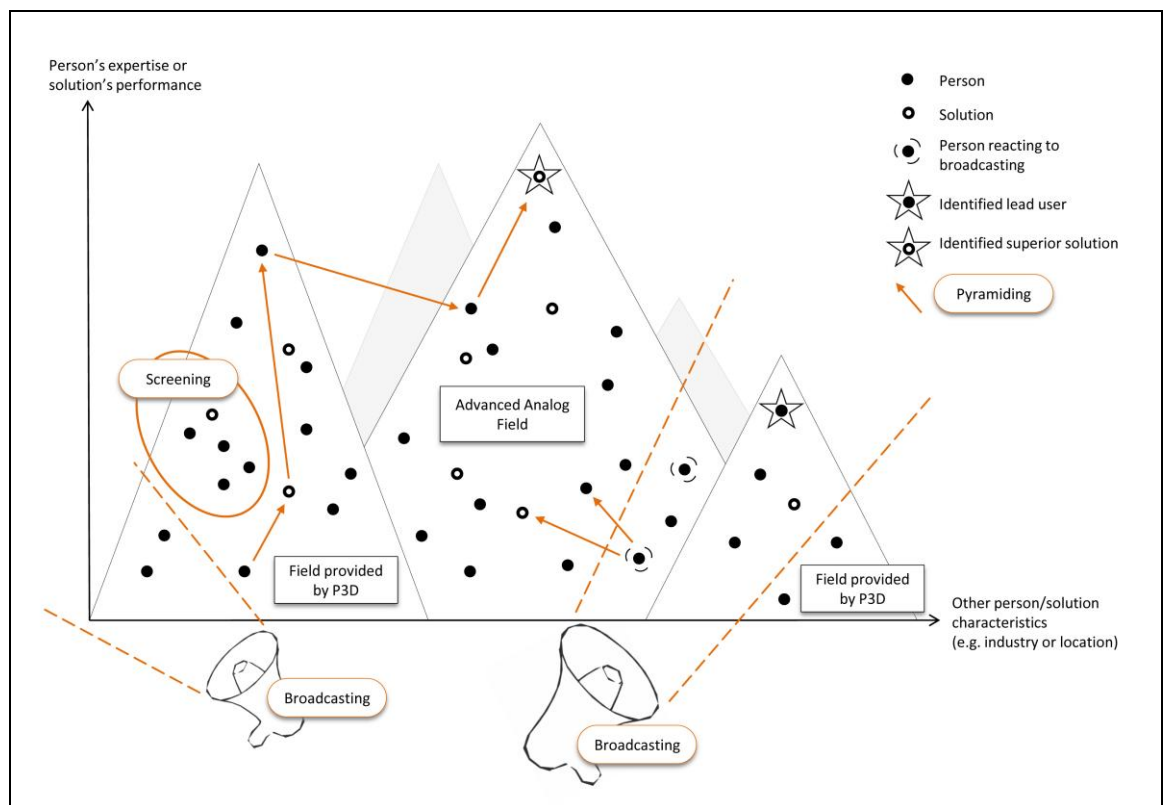 Person's expertise or
solution's performance
Person
Solution
Person reacting to
broadcasting
Identified lead user
Identified superior solution
Pyramiding
Screening
Advanced Analog
Field
Field provided
by P3D
Field provided
by P3D
Other person/solution
characteristics
(e.g. industry or location)
Broadcasting
Broadcasting